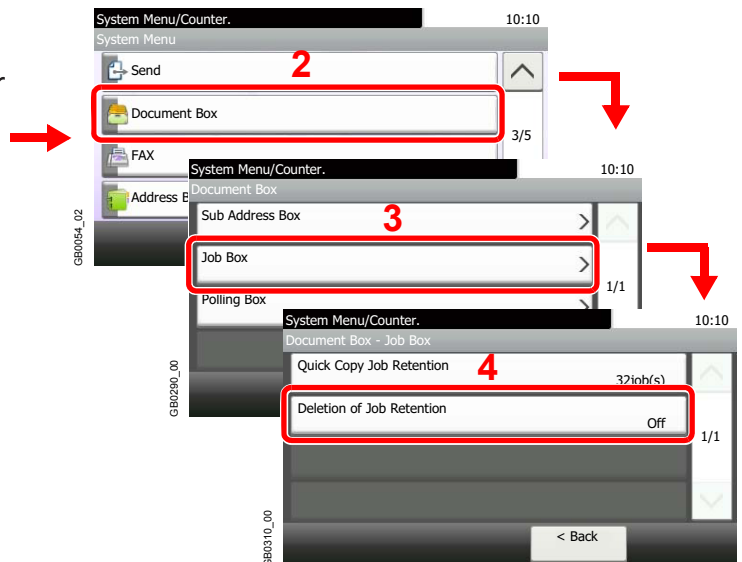 System Menu/Counter.
10:10
System Menu
Send
2
Document Box
3/5
FAX
Address B
GB0054_02
System Menu/Counter.
10:10
Document Box
Sub Address Box
3
Job Box
1/1
Polling Box
GB0290_00
System Menu/Counter.
10:10
Document Box - Job Box
Quick Copy Job Retention
4
32job(s)
Deletion of Job Retention
Off
1/1
GB0310_00
< Back